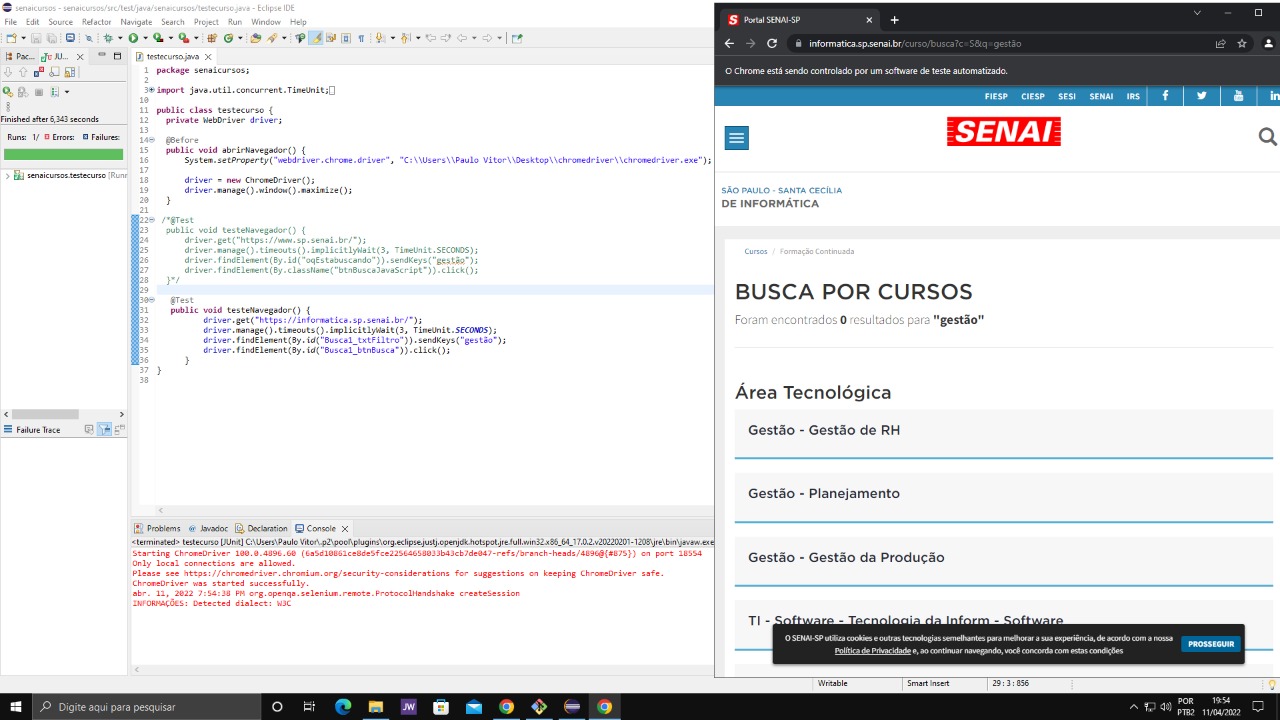 senaicursos - senaicursos/src/test/java/senaicursos/testecurso.java - Eclipse IDE
File Edit Source Refactor Navigate Search Project Run Window Help
Pac...
Ju...
Finished after 6,343 seconds
Runs: 1/ Errors: Failures:
senaicursos.testecurso [Runr
Failure Trace
testecurso.java
1 package senaicursos;
2
3 import java.util.concurrent.TimeUnit;
10
11 public class testecurso {
12 private WebDriver driver;
13
14 @Before
15 public void abrirNavegador() {
16 System.setProperty("webdriver.chrome.driver", "C:\\Users\\Paulo Vitor\\Desktop\\chromedriver\\chromedriver.exe");
17
18 driver = new ChromeDriver();
19 driver.manage().window().maximize();
20 }
21
22 /*@Test
23 public void testeNavegador() {
24 driver.get("https://www.sp.senai.br/");
25 driver.manage().timeouts().implicitlyWait(3, TimeUnit.SECONDS);
26 driver.findElement(By.id("oqEstabuscando")).sendKeys("gestão");
27 driver.findElement(By.className("btnBuscaJavaScript")).click();
28 }*/
29
30 @Test
31 public void testeNavegador() {
32 driver.get("https://informatica.sp.senai.br/");
33 driver.manage().timeouts().implicitlyWait(3, TimeUnit.SECONDS);
34 driver.findElement(By.id("Busca1_txtFiltro")).sendKeys("gestão");
35 driver.findElement(By.id("Busca1_btnBusca")).click();
36 }
37 }
38
Problems Javadoc Declaration Console
<terminated> testecurso [JUnit] C:\Users\Paulo Vitor\.p2\pool\plugins\org.eclipse.justj.openjdk.hotspot.jre.full.win32.x86_64_17.0.2.v20220201-1208\jre\bin\javaw.exe
Starting ChromeDriver 100.0.4896.60 (6a5d10861ce8de5fce22564658033b43cb7de047-refs/branch-heads/4896@{#875}) on port 18554
Only local connections are allowed.
Please see https://chromedriver.chromium.org/security-considerations for suggestions on keeping ChromeDriver safe.
ChromeDriver was started successfully.
abr. 11, 2022 7:54:38 PM org.openqa.selenium.remote.ProtocolHandshake createSession
INFORMAÇÕES: Detected dialect: W3C
Portal SENAI-SP
informatica.sp.senai.br/curso/busca?c=S&q=gestão
O Chrome está sendo controlado por um software de teste automatizado.
FIESP CIESP SESI SENAI IRS
SENAI
SÃO PAULO - SANTA CECÍLIA
DE INFORMÁTICA
Cursos / Formação Continuada
BUSCA POR CURSOS
Foram encontrados 0 resultados para "gestão"
Área Tecnológica
Gestão - Gestão de RH
Gestão - Planejamento
Gestão - Gestão da Produção
TI - Software - Tecnologia da Inform - Software
O SENAI-SP utiliza cookies e outras tecnologias semelhantes para melhorar a sua experiência, de acordo com a nossa
Política de Privacidade e, ao continuar navegando, você concorda com estas condições
PROSSEGUIR
Writable Smart Insert 29 : 3 : 856
Digite aqui para pesquisar
JW
POR
PTB2
19:54
11/04/2022